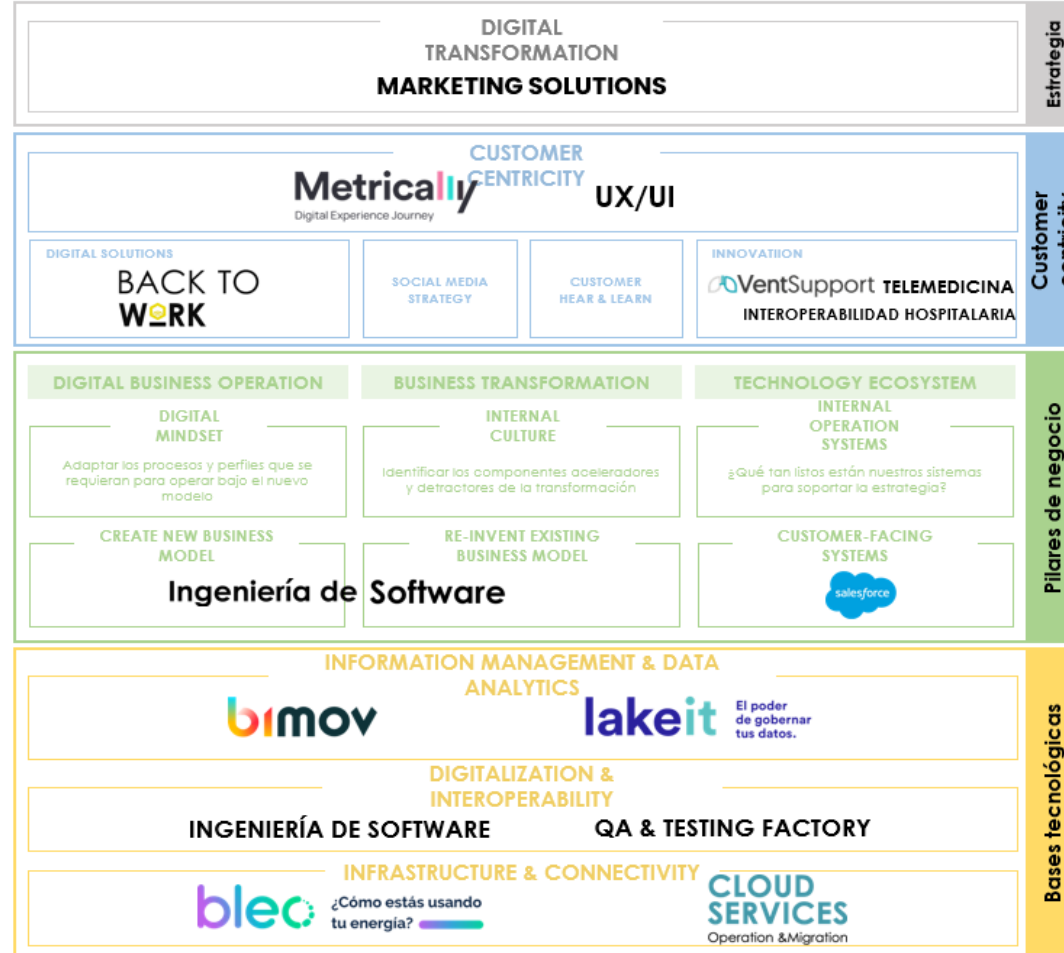 DIGITAL
TRANSFORMATION
MARKETING SOLUTIONS
Estrategia
CUSTOMER
CENTRICITY
Metrically
Digital Experience Journey
UX/UI
DIGITAL SOLUTIONS
BACK TO
WORK
SOCIAL MEDIA
STRATEGY
CUSTOMER
HEAR & LEARN
INNOVATIION
VentSupport TELEMEDICINA
INTEROPERABILIDAD HOSPITALARIA
Customer
DIGITAL BUSINESS OPERATION
BUSINESS TRANSFORMATION
TECHNOLOGY ECOSYSTEM
DIGITAL
MINDSET
Adaptar los procesos y perfiles que se
requieran para operar bajo el nuevo
modelo
INTERNAL
CULTURE
Identificar los componentes aceleradores
y detractores de la transformación
INTERNAL
OPERATION
SYSTEMS
¿Qué tan listos están nuestros sistemas
para soportar la estrategia?
CREATE NEW BUSINESS
MODEL
RE-INVENT EXISTING
BUSINESS MODEL
Ingeniería de Software
CUSTOMER-FACING
SYSTEMS
salesforce
Pilares de negocio
INFORMATION MANAGEMENT & DATA
ANALYTICS
bimov
lakeit
El poder
de gobernar
tus datos.
DIGITALIZATION &
INTEROPERABILITY
INGENIERÍA DE SOFTWARE
QA & TESTING FACTORY
INFRASTRUCTURE & CONNECTIVITY
bleo
¿Cómo estás usando
tu energía?
CLOUD
SERVICES
Operation &Migration
Bases tecnológicas